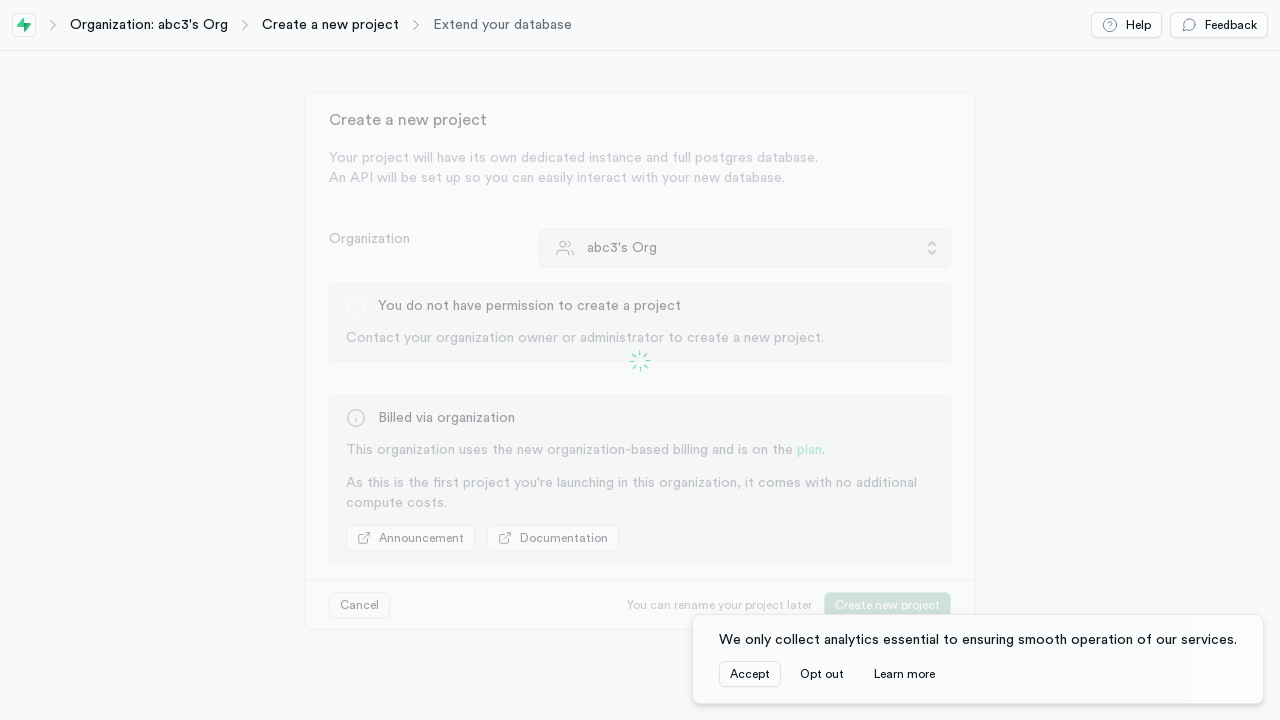 Organization: abc3's Org
Create a new project
Extend your database
Help
Feedback
Create a new project
Your project will have its own dedicated instance and full postgres database.
An API will be set up so you can easily interact with your new database.
Organization
abc3's Org
You do not have permission to create a project
Contact your organization owner or administrator to create a new project.
Billed via organization
This organization uses the new organization-based billing and is on the plan.
As this is the first project you're launching in this organization, it comes with no additional
compute costs.
Announcement
Documentation
Cancel
You can rename your project later
Create new project
We only collect analytics essential to ensuring smooth operation of our services.
Accept
Opt out
Learn more